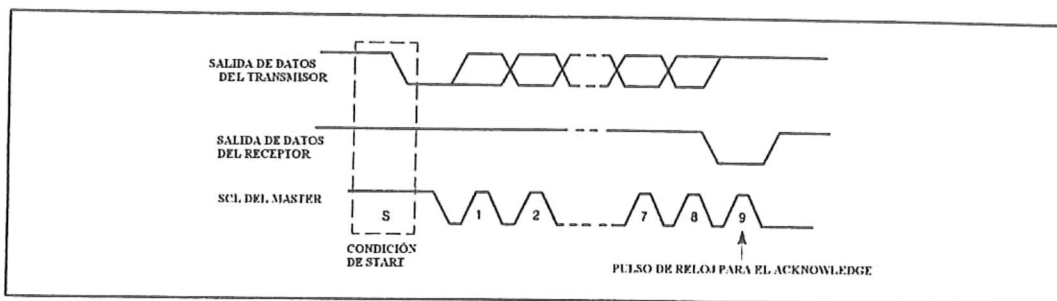 SALIDA DE DATOS
DEL TRANSMISOR
SALIDA DE DATOS
DEL RECEPTOR
SCL DEL MASTER
S
1
2
7
8
9
CONDICIÓN
DE START
PULSO DE RELOJ PARA EL ACKNOWLEDGE